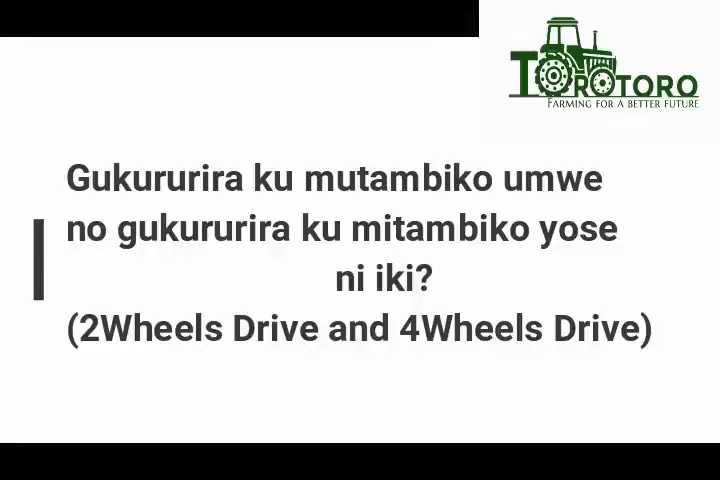 TOROTORO
FARMING FOR A BETTER FUTURE
Gukururira ku mutambiko umwe
no gukururira ku mitambiko yose
ni iki?
(2Wheels Drive and 4Wheels Drive)